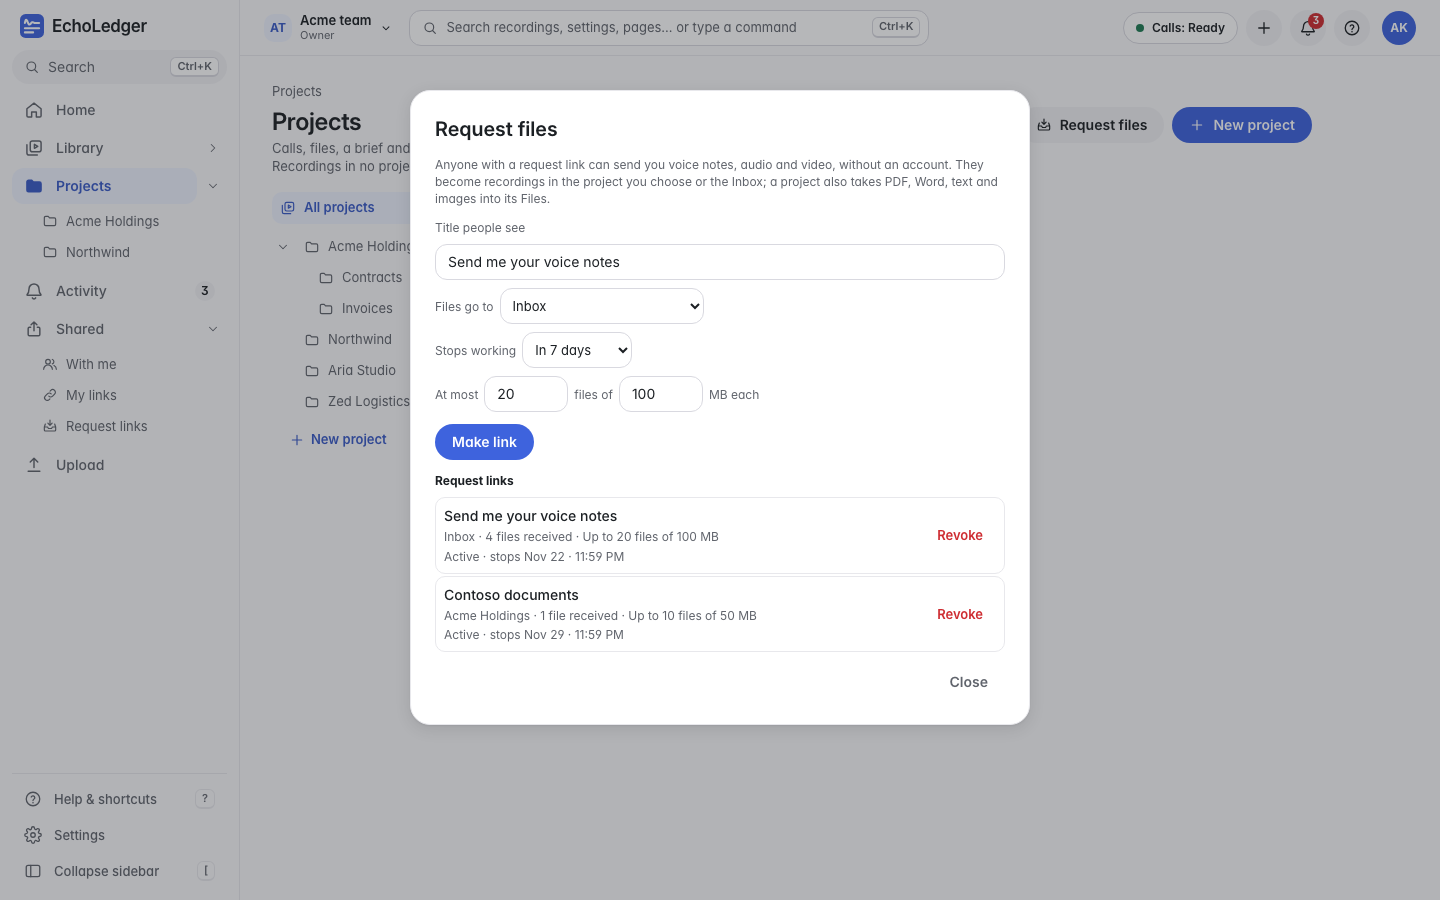 EchoLedger
Search
Ctrl+K
Home
Library
Projects
Acme Holdings
Northwind
Activity
3
Shared
With me
My links
Request links
Upload
Help & shortcuts
?
Settings
Collapse sidebar
[
AT
Acme team
Owner
Search recordings, settings, pages... or type a command
Ctrl+K
Calls: Ready
3
AK
Projects
Projects
Calls, files, a brief and
Recordings in no proje
Request files
New project
All projects
Acme Holding
Contracts
Invoices
Northwind
Aria Studio
Zed Logistics
New project
Request files
Anyone with a request link can send you voice notes, audio and video, without an account. They
become recordings in the project you choose or the Inbox; a project also takes PDF, Word, text and
images into its Files.
Title people see
Send me your voice notes
Files go to
Inbox
Stops working
In 7 days
At most 20 files of 100 MB each
Make link
Request links
Send me your voice notes
Inbox · 4 files received · Up to 20 files of 100 MB
Active · stops Nov 22 · 11:59 PM
Revoke
Contoso documents
Acme Holdings · 1 file received · Up to 10 files of 50 MB
Active · stops Nov 29 · 11:59 PM
Revoke
Close